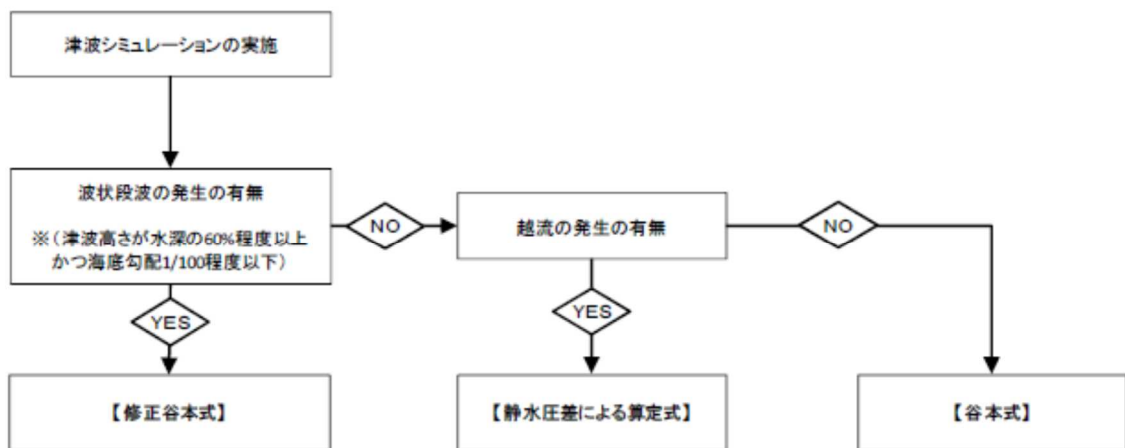 津波シミュレーションの実施
波状段波の発生の有無
※（津波高さが水深の60%程度以上
かつ海底勾配1/100程度以下）
NO
越流の発生の有無
NO
YES
YES
【修正谷本式】
【静水圧差による算定式】
【谷本式】